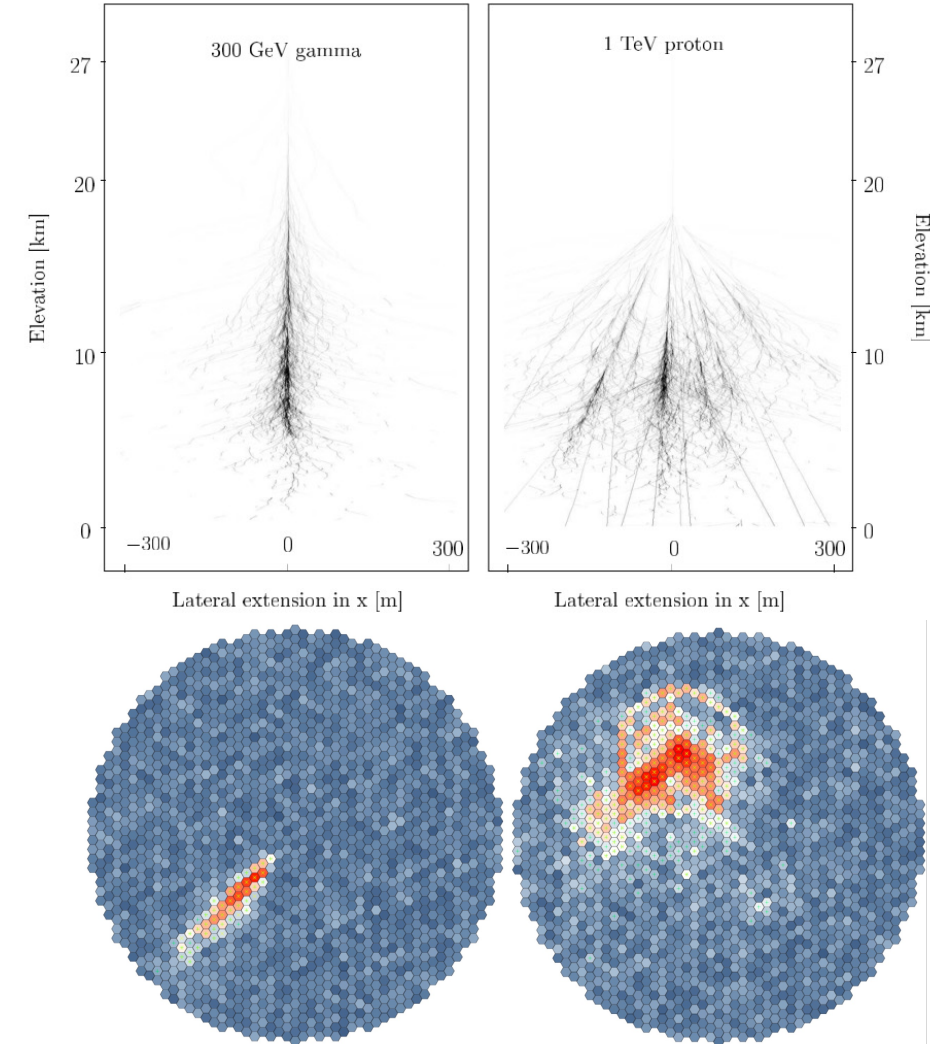 300 GeV gamma
27
20
10
0
Elevation [km]
−300
0
300
Lateral extension in x [m]
1 TeV proton
27
20
10
0
Elevation [km]
−300
0
300
Lateral extension in x [m]